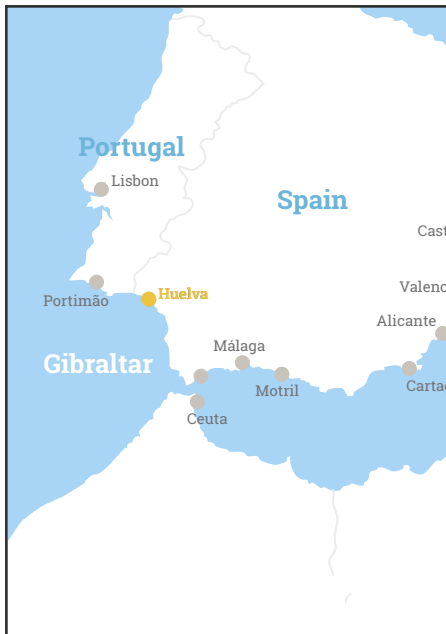 Portugal
Lisbon
Spain
Cast
Valenc
Portimão
Huelva
Alicante
Gibraltar
Málaga
Motril
Cartag
Ceuta